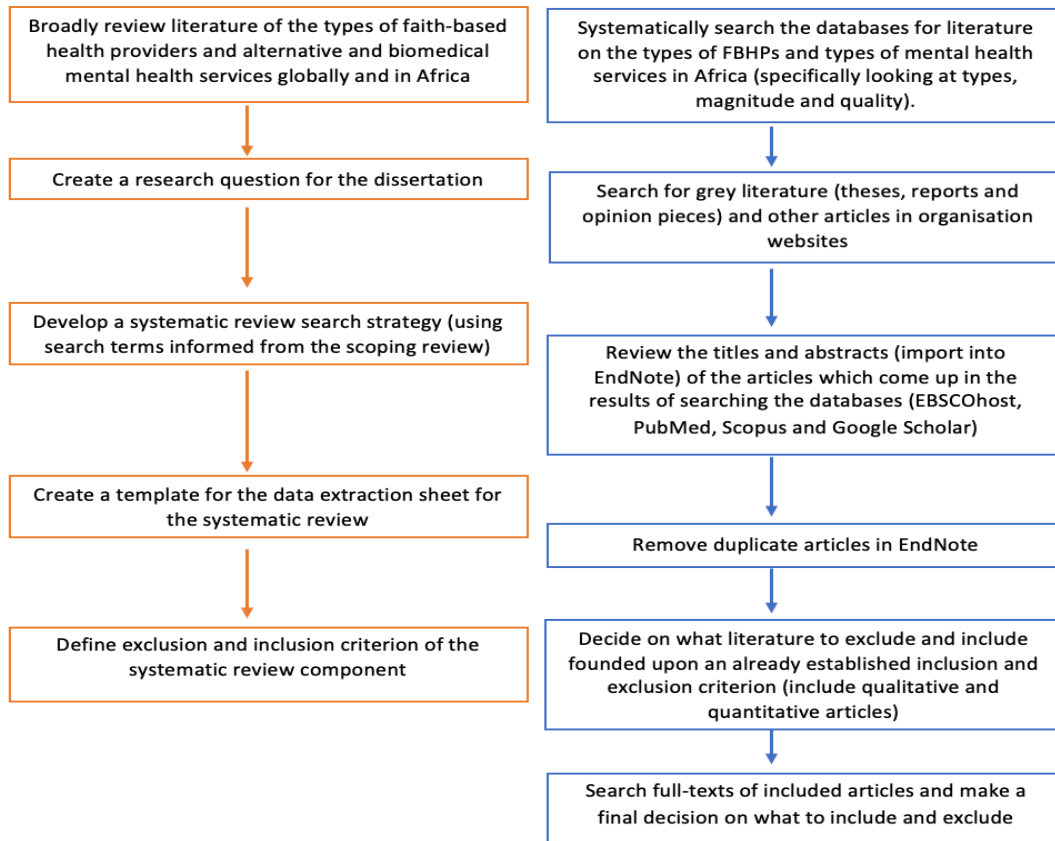 Broadly review literature of the types of faith-based
health providers and alternative and biomedical
mental health services globally and in Africa
Create a research question for the dissertation
Develop a systematic review search strategy (using
search terms informed from the scoping review)
Create a template for the data extraction sheet for
the systematic review
Define exclusion and inclusion criterion of the
systematic review component
Systematically search the databases for literature
on the types of FBHPs and types of mental health
services in Africa (specifically looking at types,
magnitude and quality).
Search for grey literature (theses, reports and
opinion pieces) and other articles in organisation
websites
Review the titles and abstracts (import into
EndNote) of the articles which come up in the
results of searching the databases (EBSCOhost,
PubMed, Scopus and Google Scholar)
Remove duplicate articles in EndNote
Decide on what literature to exclude and include
founded upon an already established inclusion and
exclusion criterion (include qualitative and
quantitative articles)
Search full-texts of included articles and make a
final decision on what to include and exclude